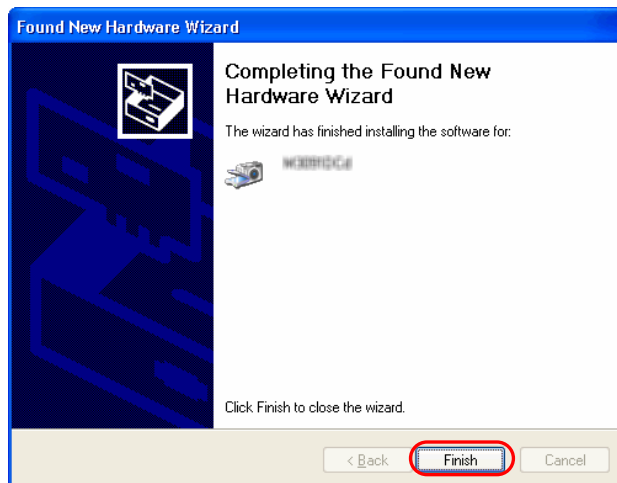 Found New Hardware Wizard
Completing the Found New
Hardware Wizard
The wizard has finished installing the software for:
Click Finish to close the wizard.
< Back Finish Cancel